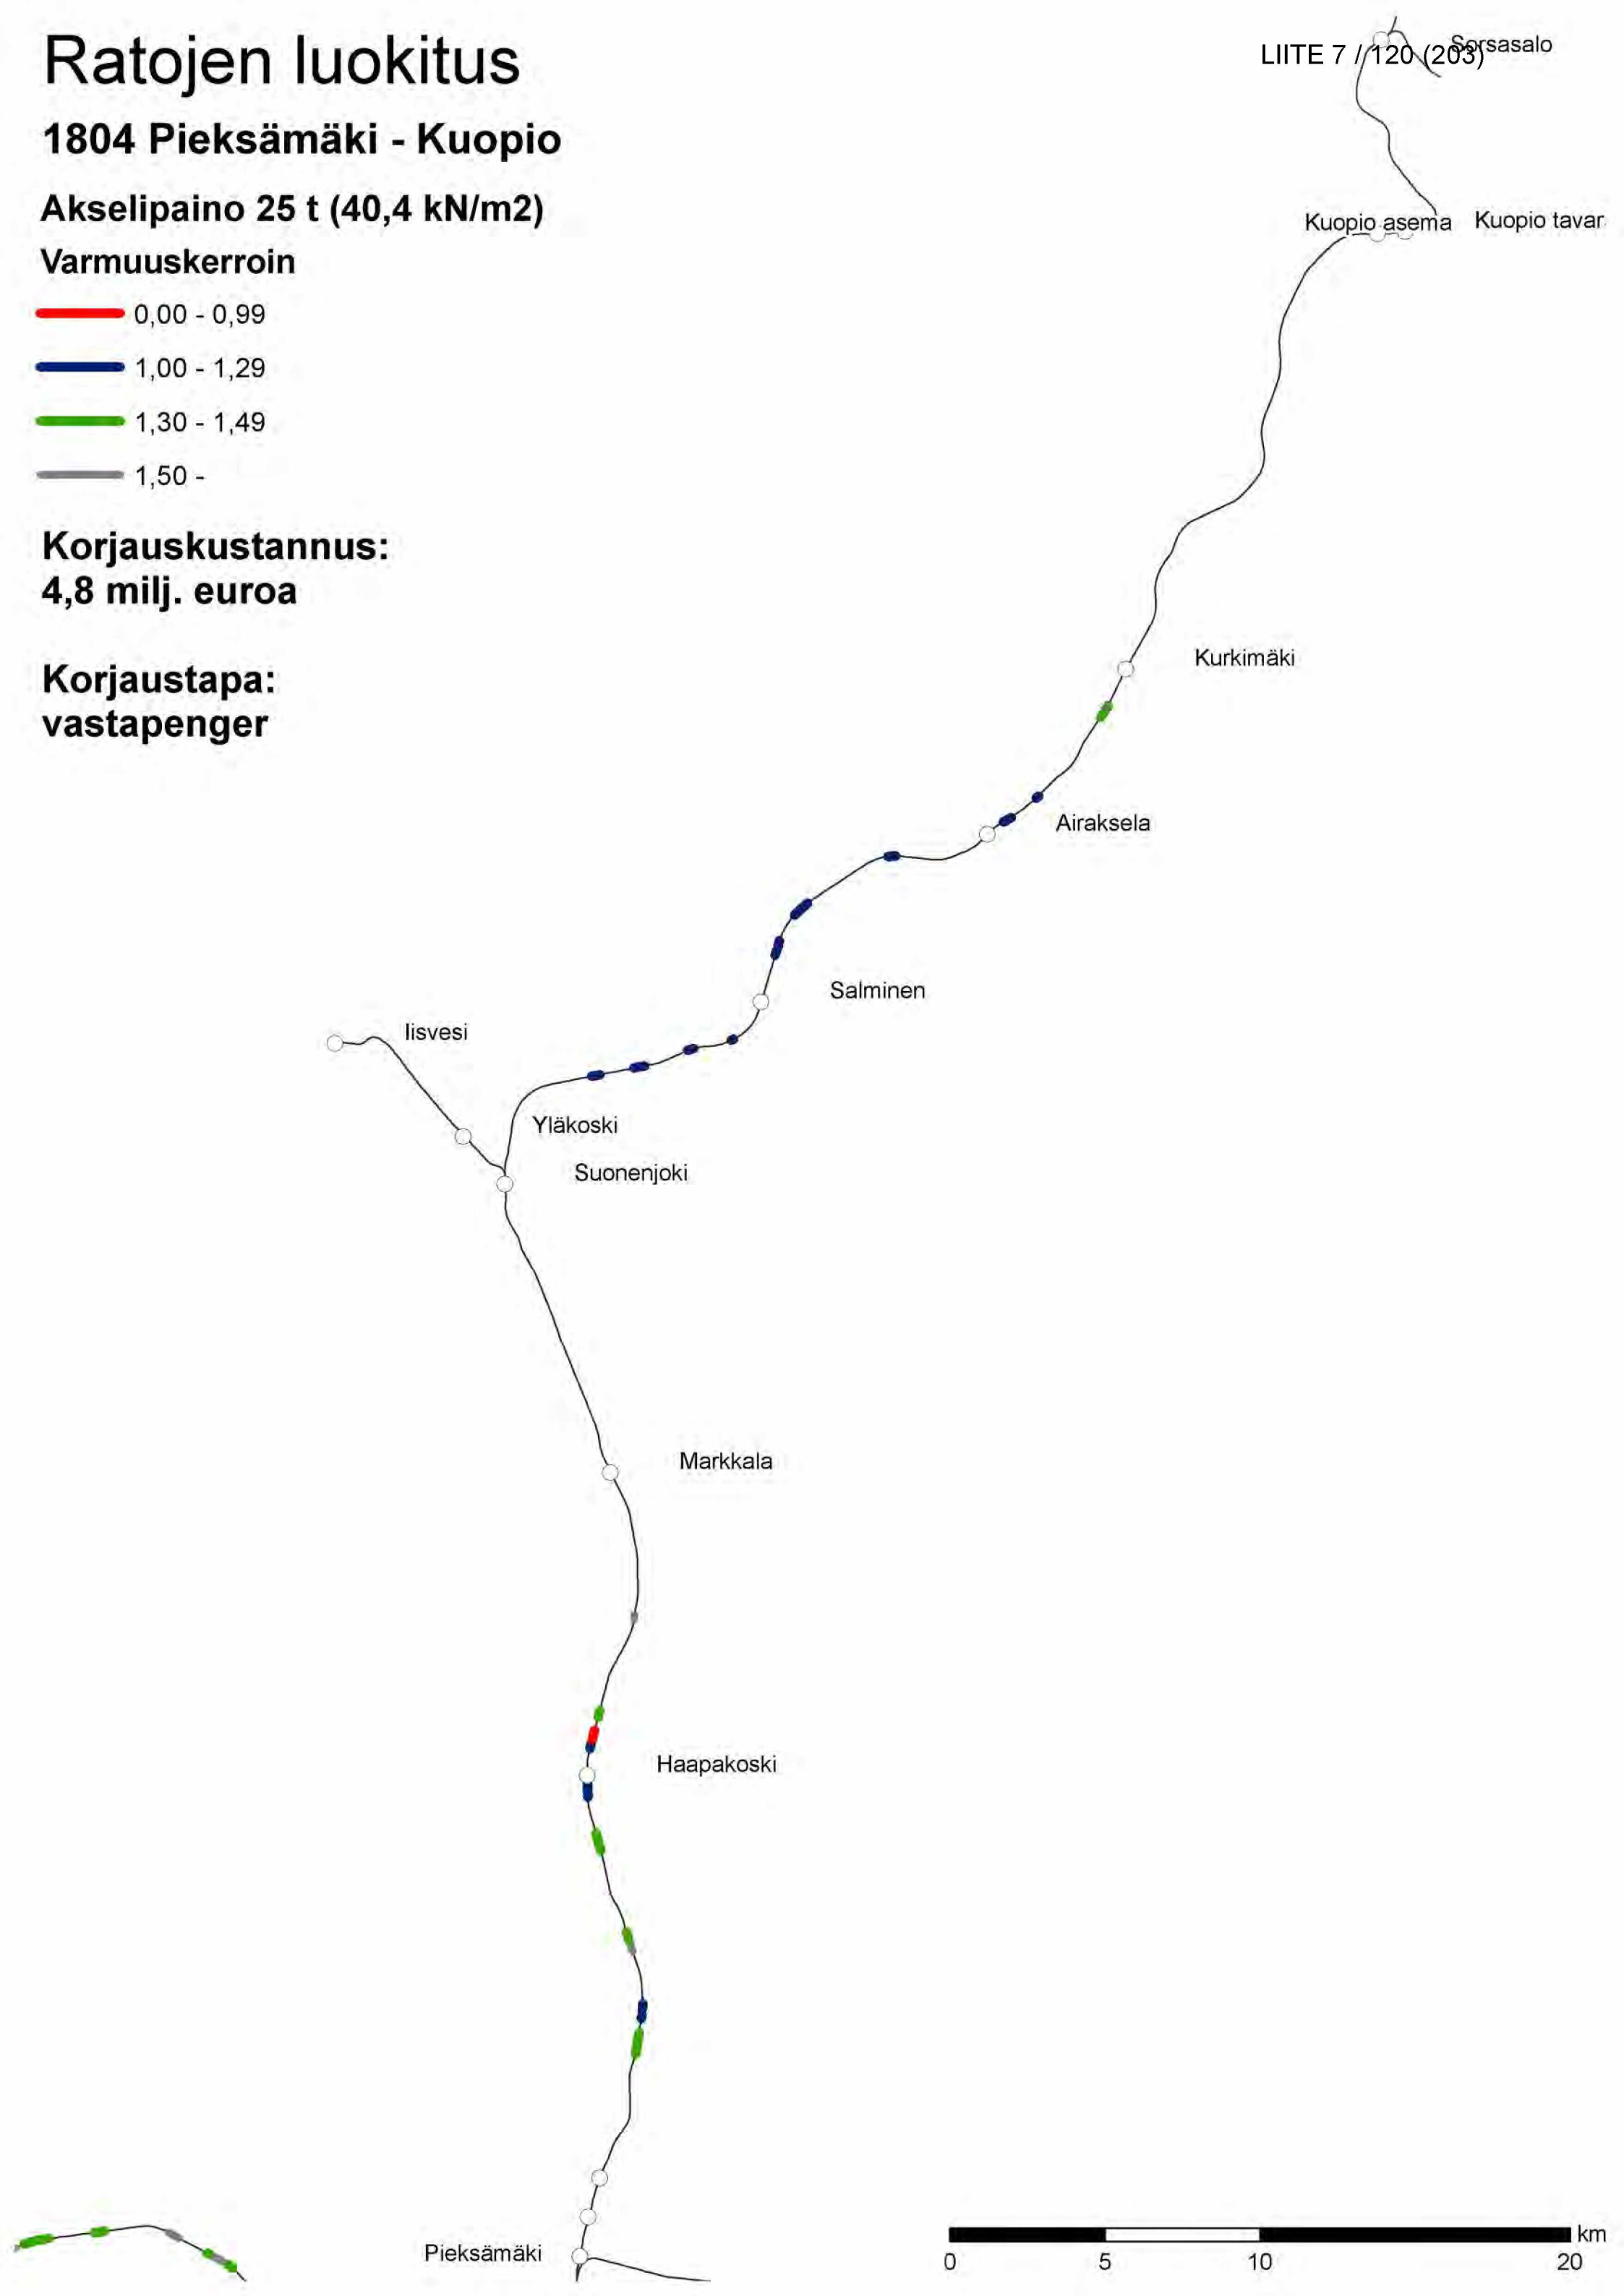 Ratojen luokitus
LIITE 7 / 120 (203)
Sorsasalo
1804 Pieksämäki - Kuopio
Akselipaino 25 t (40,4 kN/m2)
Kuopio asema
Kuopio tavar
Varmuuskerroin
0,00 - 0,99
1,00 - 1,29
1,30 - 1,49
1,50 -
Korjauskustannus:
4,8 milj. euroa
Korjaustapa:
vastapenger
Kurkimäki
Airaksela
Salminen
Iisvesi
Yläkoski
Suonenjoki
Markkala
Haapakoski
Pieksämäki
km
0 5 10 20